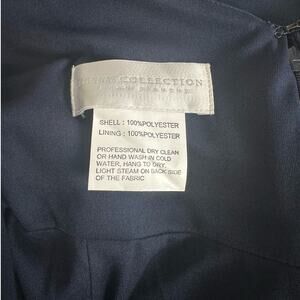 COLLECTION
SHELL : 100%POLYESTER
LINING : 100%POLYESTER
PROFESSIONAL DRY CLEAN
OR HAND WASH IN COLD
WATER, HANG TO DRY.
LIGHT STEAM ON BACK SIDE
OF THE FABRIC